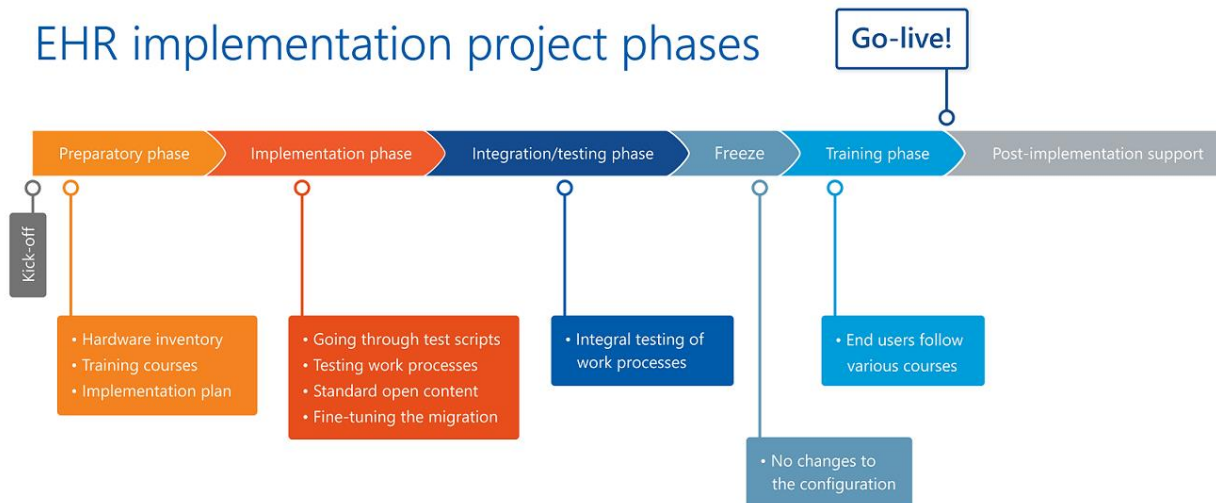 EHR implementation project phases
Go-live!
Preparatory phase
Implementation phase
Integration/testing phase
Freeze
Training phase
Post-implementation support
Kick-off
• Hardware inventory
• Training courses
• Implementation plan
• Going through test scripts
• Testing work processes
• Standard open content
• Fine-tuning the migration
• Integral testing of
work processes
• No changes to
the configuration
• End users follow
various courses